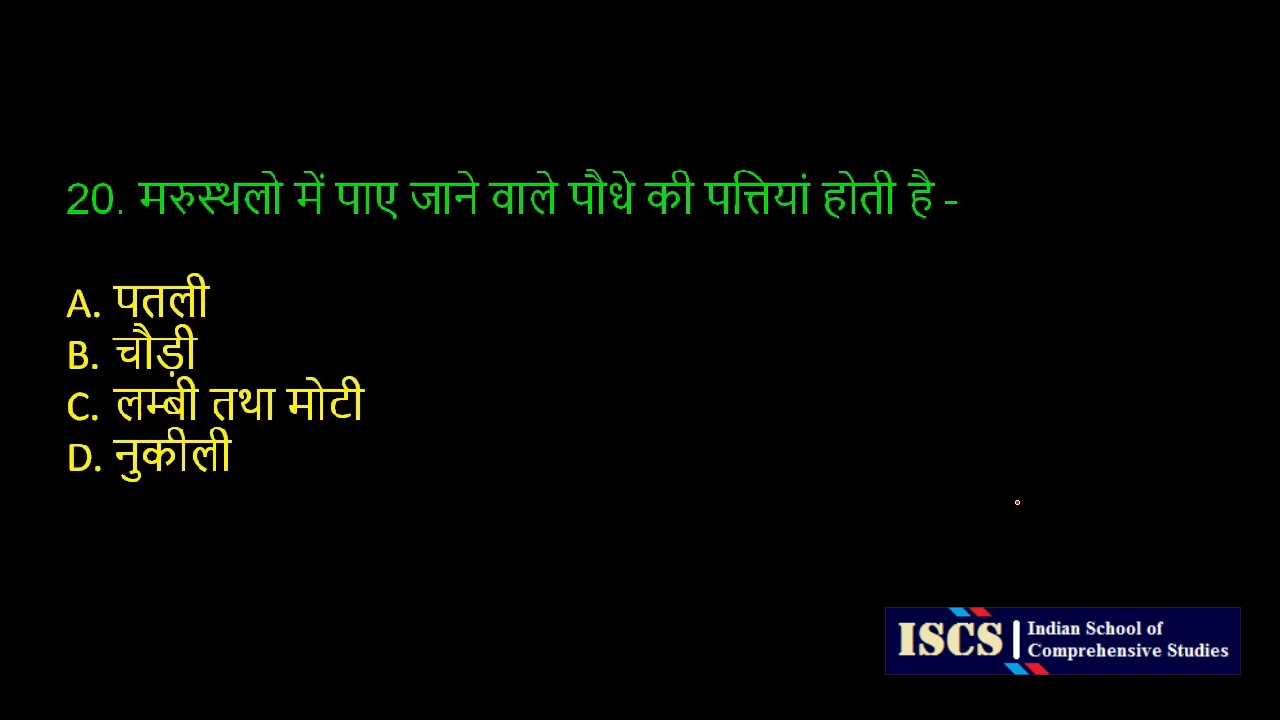 20. मरुस्थलो में पाए जाने वाले पौधे की पत्तियां होती है -
A. पतली
B. चौड़ी
C. लम्बी तथा मोटी
D. नुकीली
ISCS
Indian School of
Comprehensive Studies